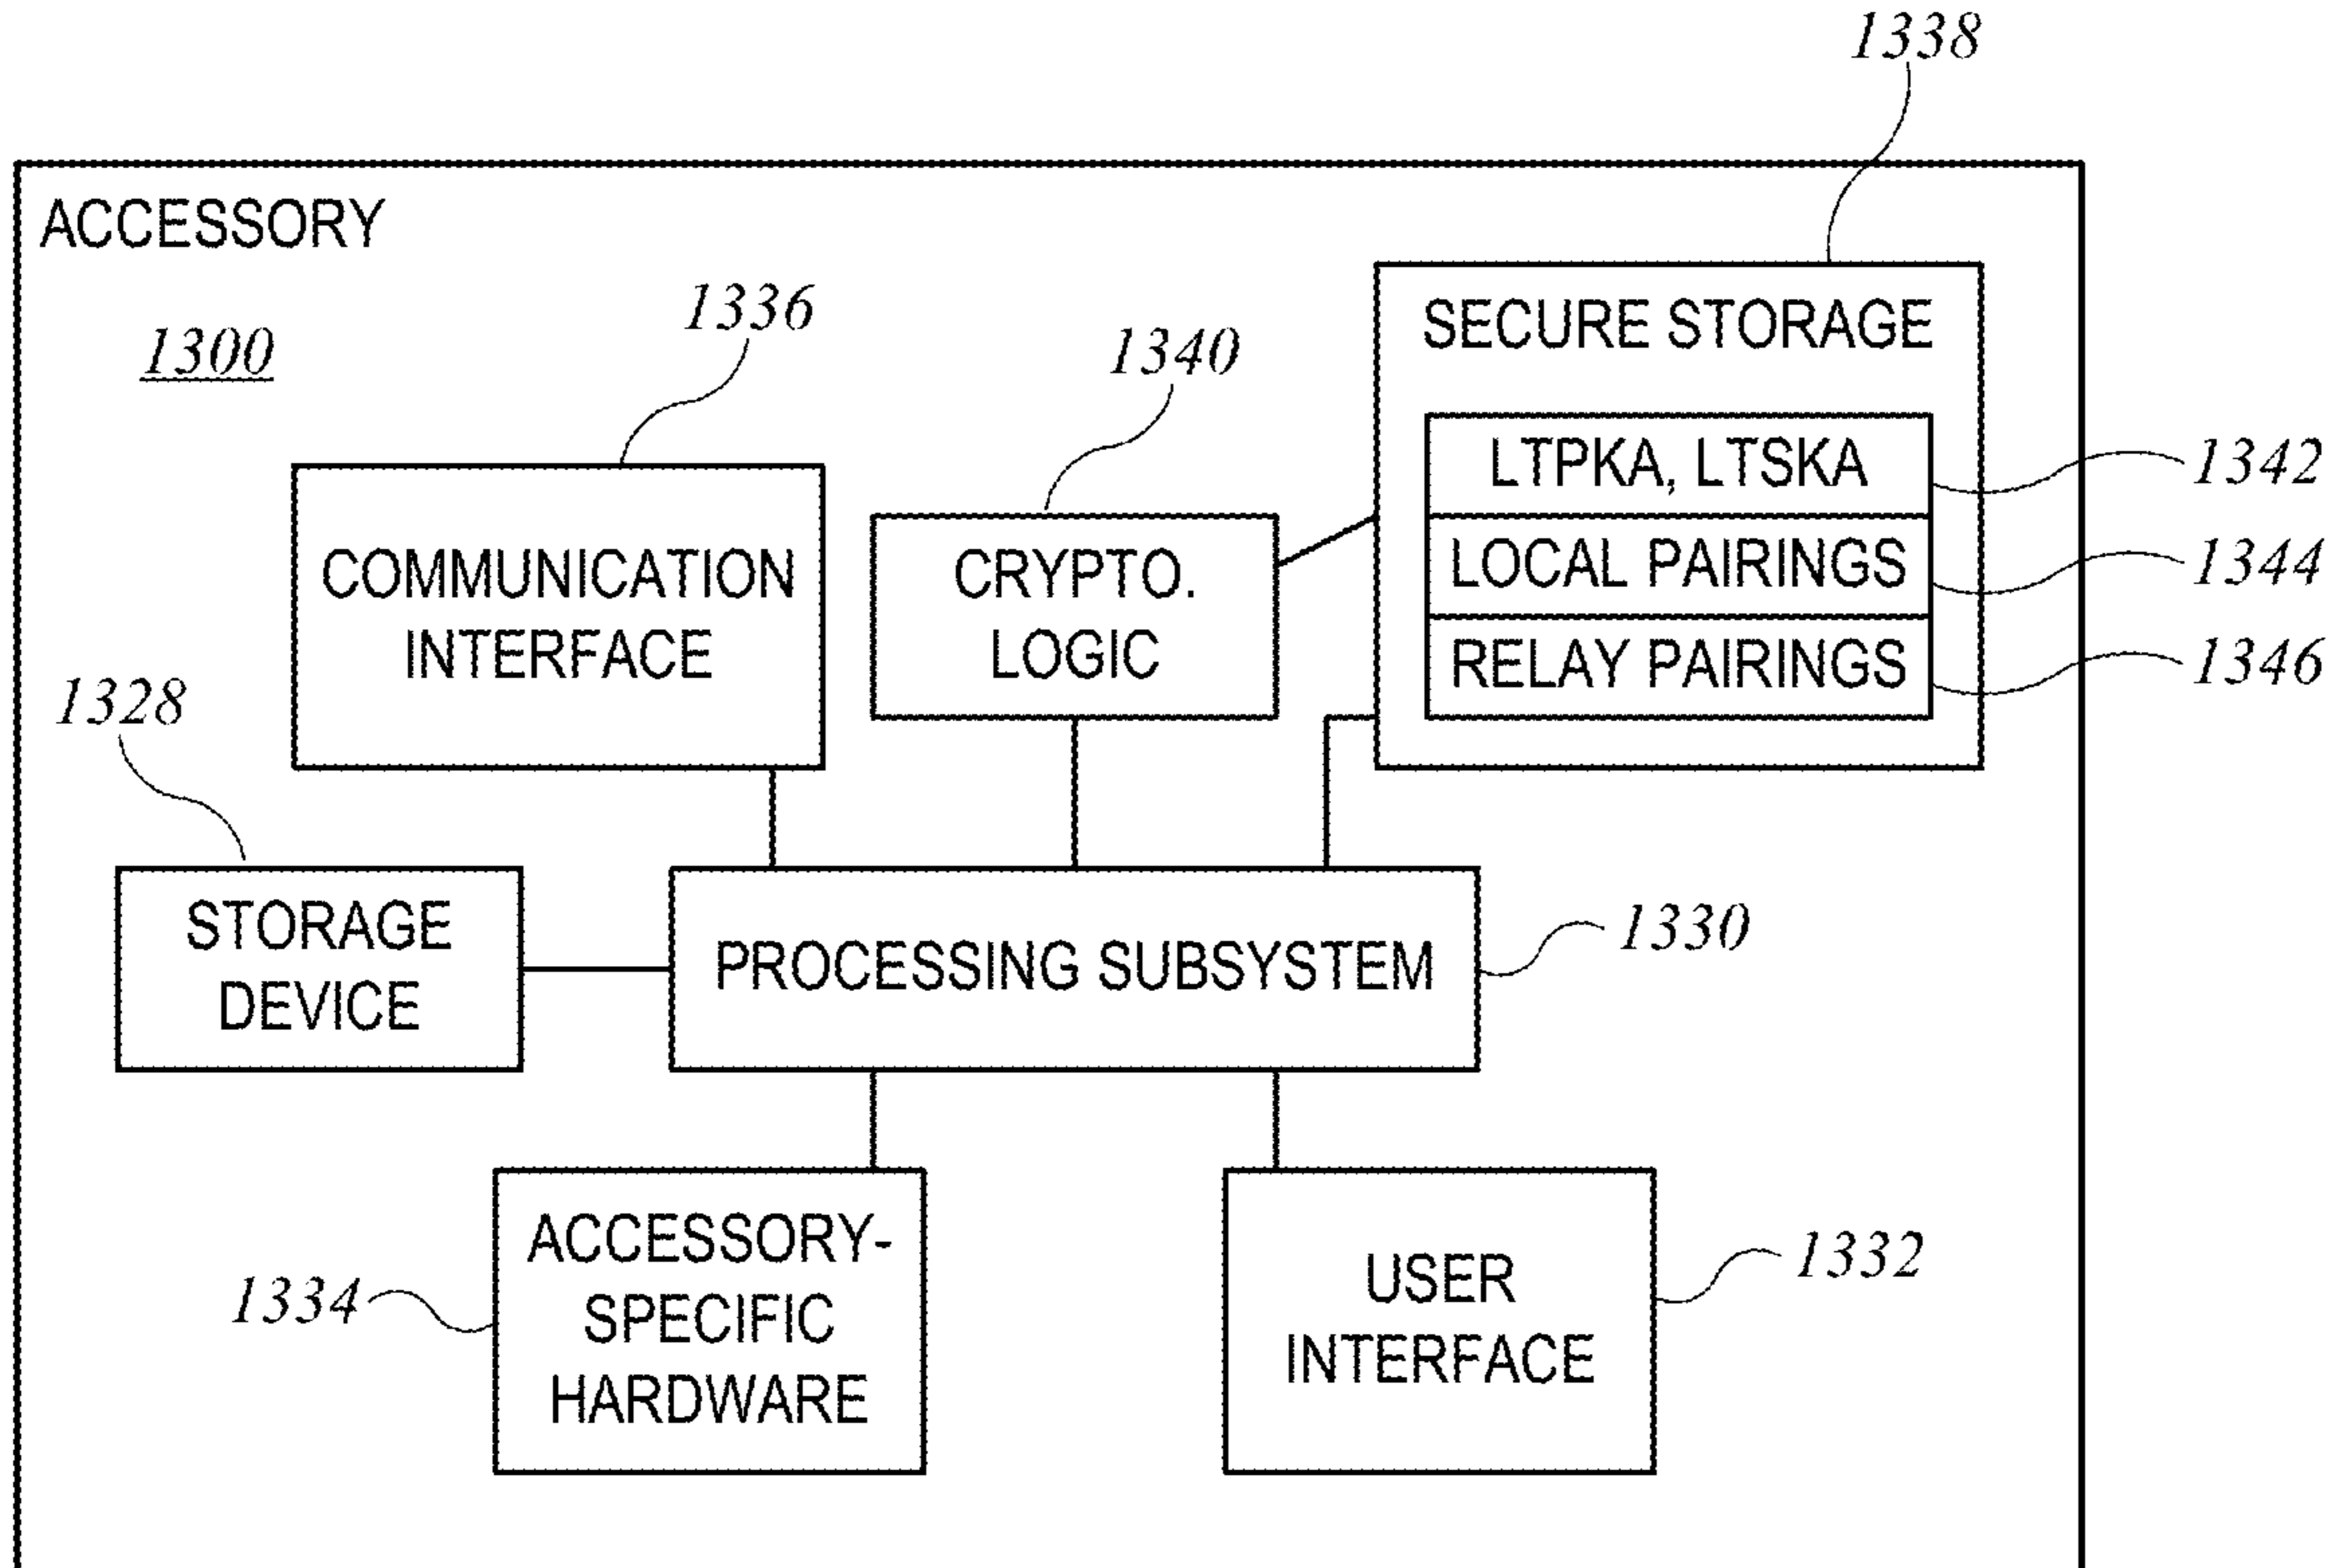 1338
ACCESSORY
1300
1336
1340
SECURE STORAGE
LTPKA, LTSKA
1342
LOCAL PAIRINGS
1344
RELAY PAIRINGS
1346
COMMUNICATION
INTERFACE
CRYPTO.
LOGIC
1328
STORAGE
DEVICE
PROCESSING SUBSYSTEM
1330
1334
ACCESSORY-
SPECIFIC
HARDWARE
USER
INTERFACE
1332